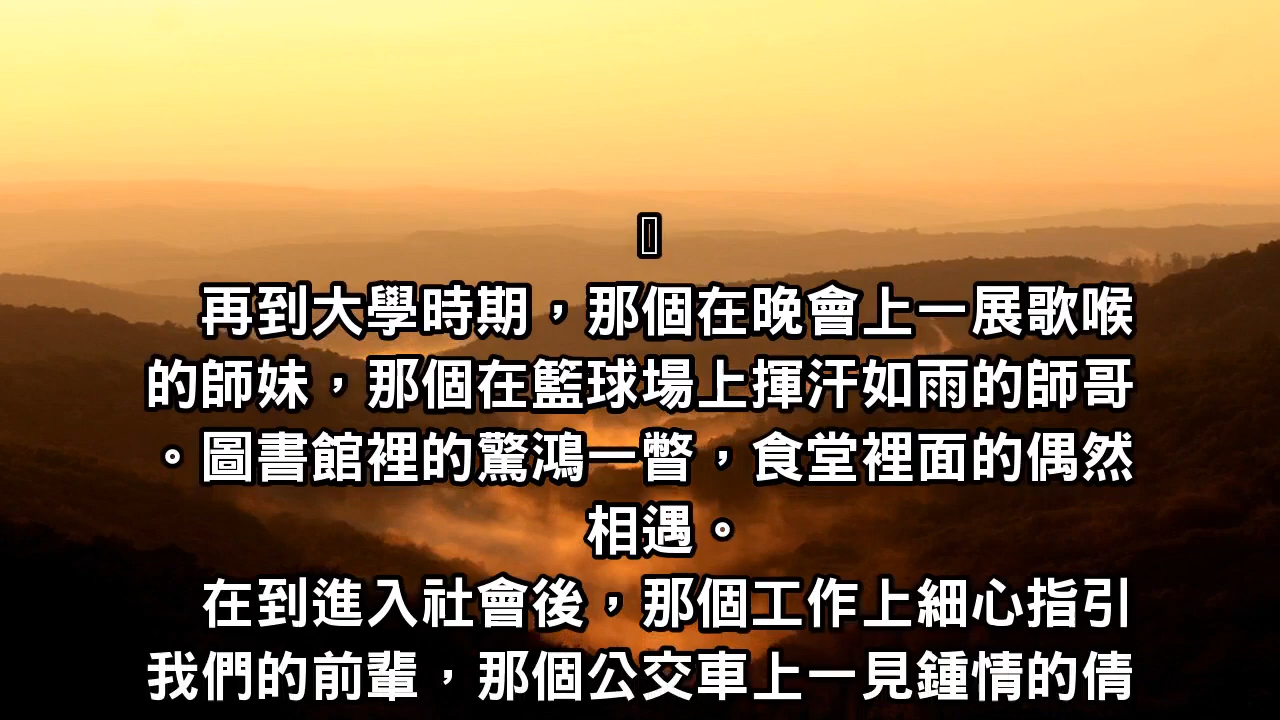 再到大學時期，那個在晚會上一展歌喉
的師妹，那個在籃球場上揮汗如雨的師哥
。圖書館裡的驚鴻一瞥，食堂裡面的偶然
相遇。
在到進入社會後，那個工作上細心指引
我們的前輩，那個公交車上一見鍾情的倩